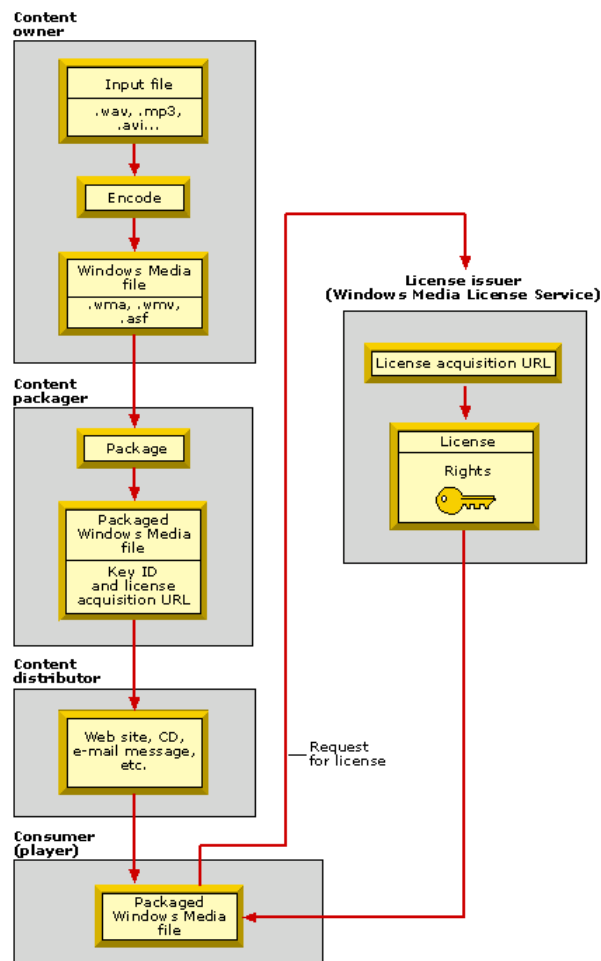 Content
owner
Input file
.wav, .mp3,
.avi...
Encode
Windows Media
file
.wma, .wmv,
.asf
Content
packager
Package
Packaged
Windows Media
file
Key ID
and license
acquisition URL
Content
distributor
Web site, CD,
e-mail message,
etc.
Consumer
(player)
Packaged
Windows Media
file
Request
for license
License issuer
(Windows Media License Service)
License acquisition URL
License
Rights